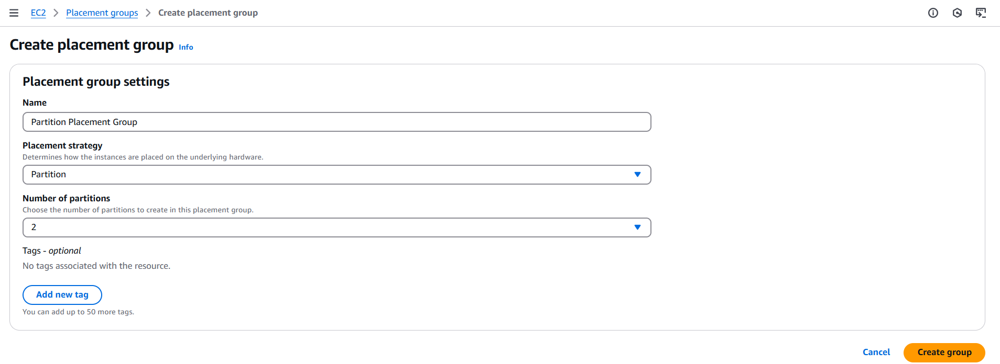 EC2 Placement groups Create placement group
Create placement group Info
Placement group settings
Name
Partition Placement Group
Placement strategy
Determines how the instances are placed on the underlying hardware.
Partition
Number of partitions
Choose the number of partitions to create in this placement group.
2
Tags - optional
No tags associated with the resource.
Add new tag
You can add up to 50 more tags.
Cancel Create group